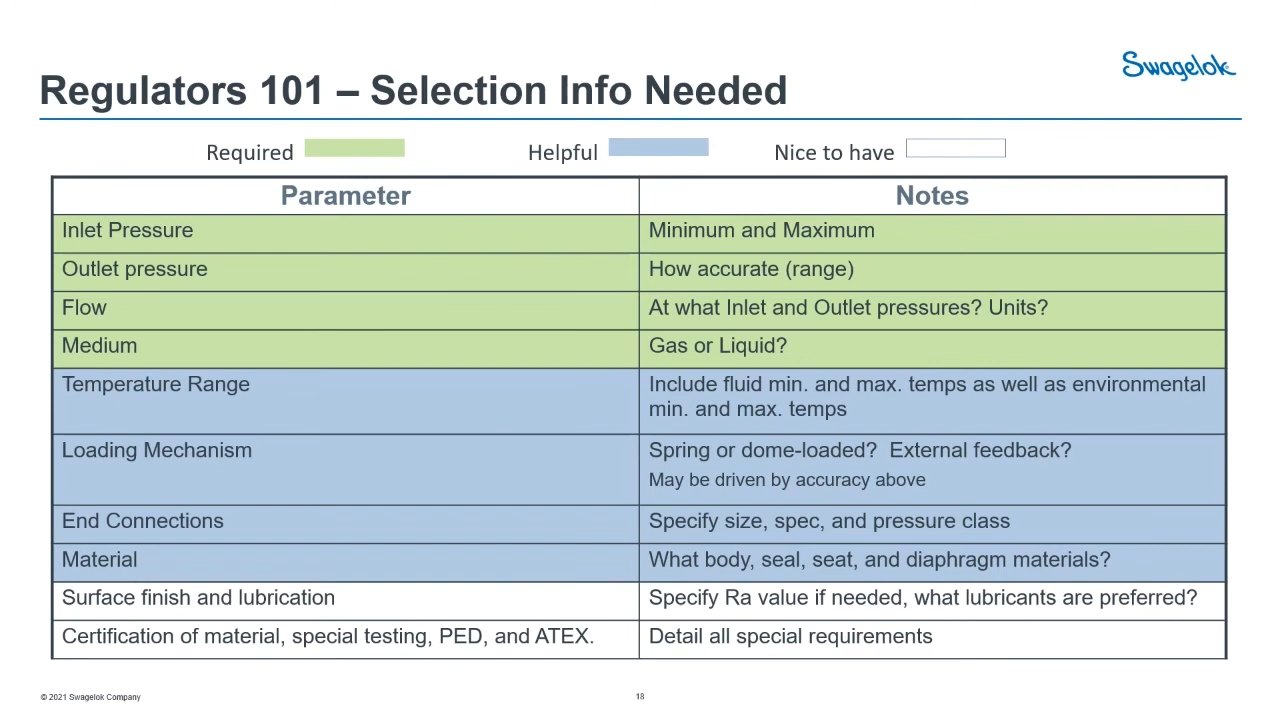 Swagelok
Regulators 101 – Selection Info Needed
Required
Helpful
Nice to have
Parameter
Notes
Inlet Pressure
Minimum and Maximum
Outlet pressure
How accurate (range)
Flow
At what Inlet and Outlet pressures? Units?
Medium
Gas or Liquid?
Temperature Range
Include fluid min. and max. temps as well as environmental
min. and max. temps
Loading Mechanism
Spring or dome-loaded?  External feedback?
May be driven by accuracy above
End Connections
Specify size, spec, and pressure class
Material
What body, seal, seat, and diaphragm materials?
Surface finish and lubrication
Specify Ra value if needed, what lubricants are preferred?
Certification of material, special testing, PED, and ATEX.
Detail all special requirements
© 2021 Swagelok Company
18